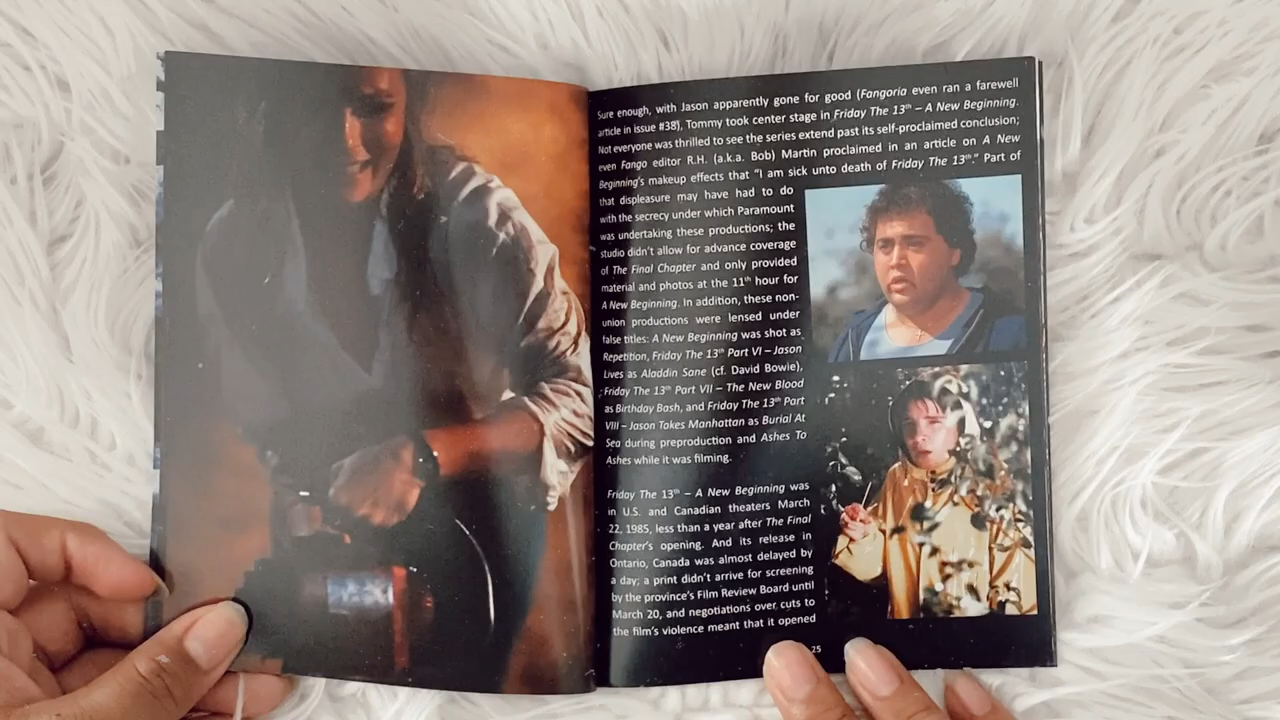 Sure enough, with Jason apparently gone for good (Fangoria even ran a farewell
article in issue #38), Tommy took center stage in Friday The 13th – A New Beginning.
Not everyone was thrilled to see the series extend past its self-proclaimed conclusion;
even Fango editor R.H. (a.k.a. Bob) Martin proclaimed in an article on A New
Beginning's makeup effects that "I am sick unto death of Friday The 13th." Part of
that displeasure may have had to do
with the secrecy under which Paramount
was undertaking these productions; the
studio didn't allow for advance coverage
of The Final Chapter and only provided
material and photos at the 11th hour for
A New Beginning. In addition, these non-
union productions were lensed under
false titles: A New Beginning was shot as
Repetition, Friday The 13th Part VI – Jason
Lives as Aladdin Sane (cf. David Bowie),
Friday The 13th Part VII – The New Blood
as Birthday Bash, and Friday The 13th Part
VIII – Jason Takes Manhattan as Burial At
Sea during preproduction and Ashes To
Ashes while it was filming.
Friday The 13th – A New Beginning was
in U.S. and Canadian theaters March
22, 1985, less than a year after The Final
Chapter's opening. And its release in
Ontario, Canada was almost delayed by
a day; a print didn't arrive for screening
by the province's Film Review Board until
March 20, and negotiations over cuts to
the film's violence meant that it opened
25